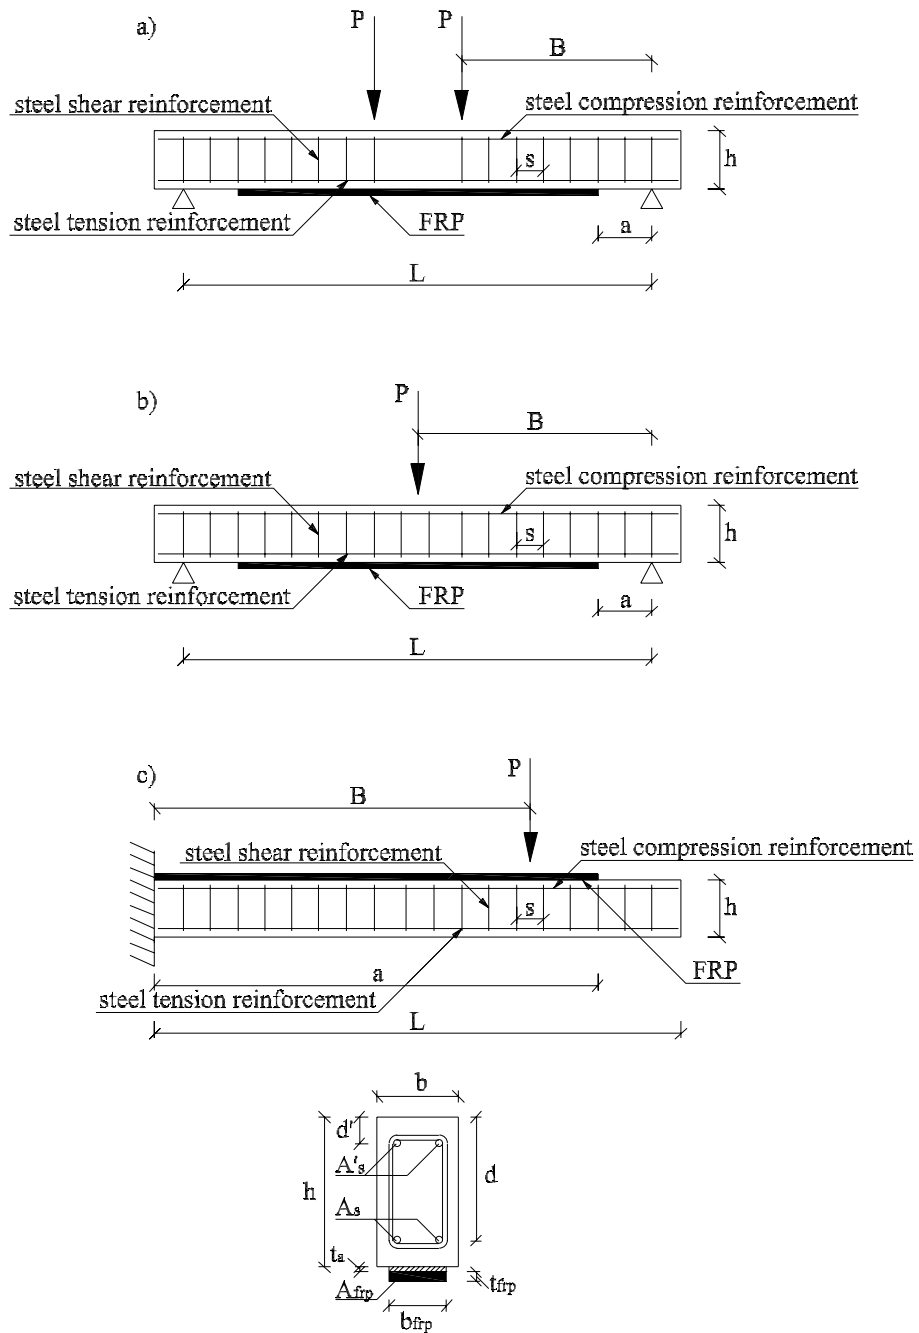 a)
P
P
B
steel shear reinforcement
steel compression reinforcement
s
h
steel tension reinforcement
FRP
a
L
b)
P
B
steel shear reinforcement
steel compression reinforcement
s
h
steel tension reinforcement
FRP
a
L
c)
P
B
steel shear reinforcement
steel compression reinforcement
s
h
FRP
a
steel tension reinforcement
L
b
d'
A's
d
h
As
ta
Afrp
tfrp
bfrp